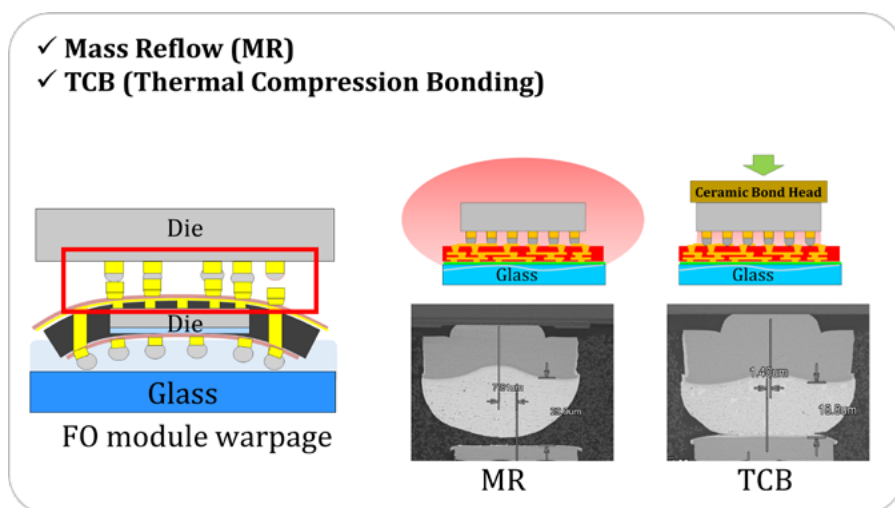 ✓ Mass Reflow (MR)
✓ TCB (Thermal Compression Bonding)
Die
Die
Glass
FO module warpage
Glass
MR
Ceramic Bond Head
Glass
TCB